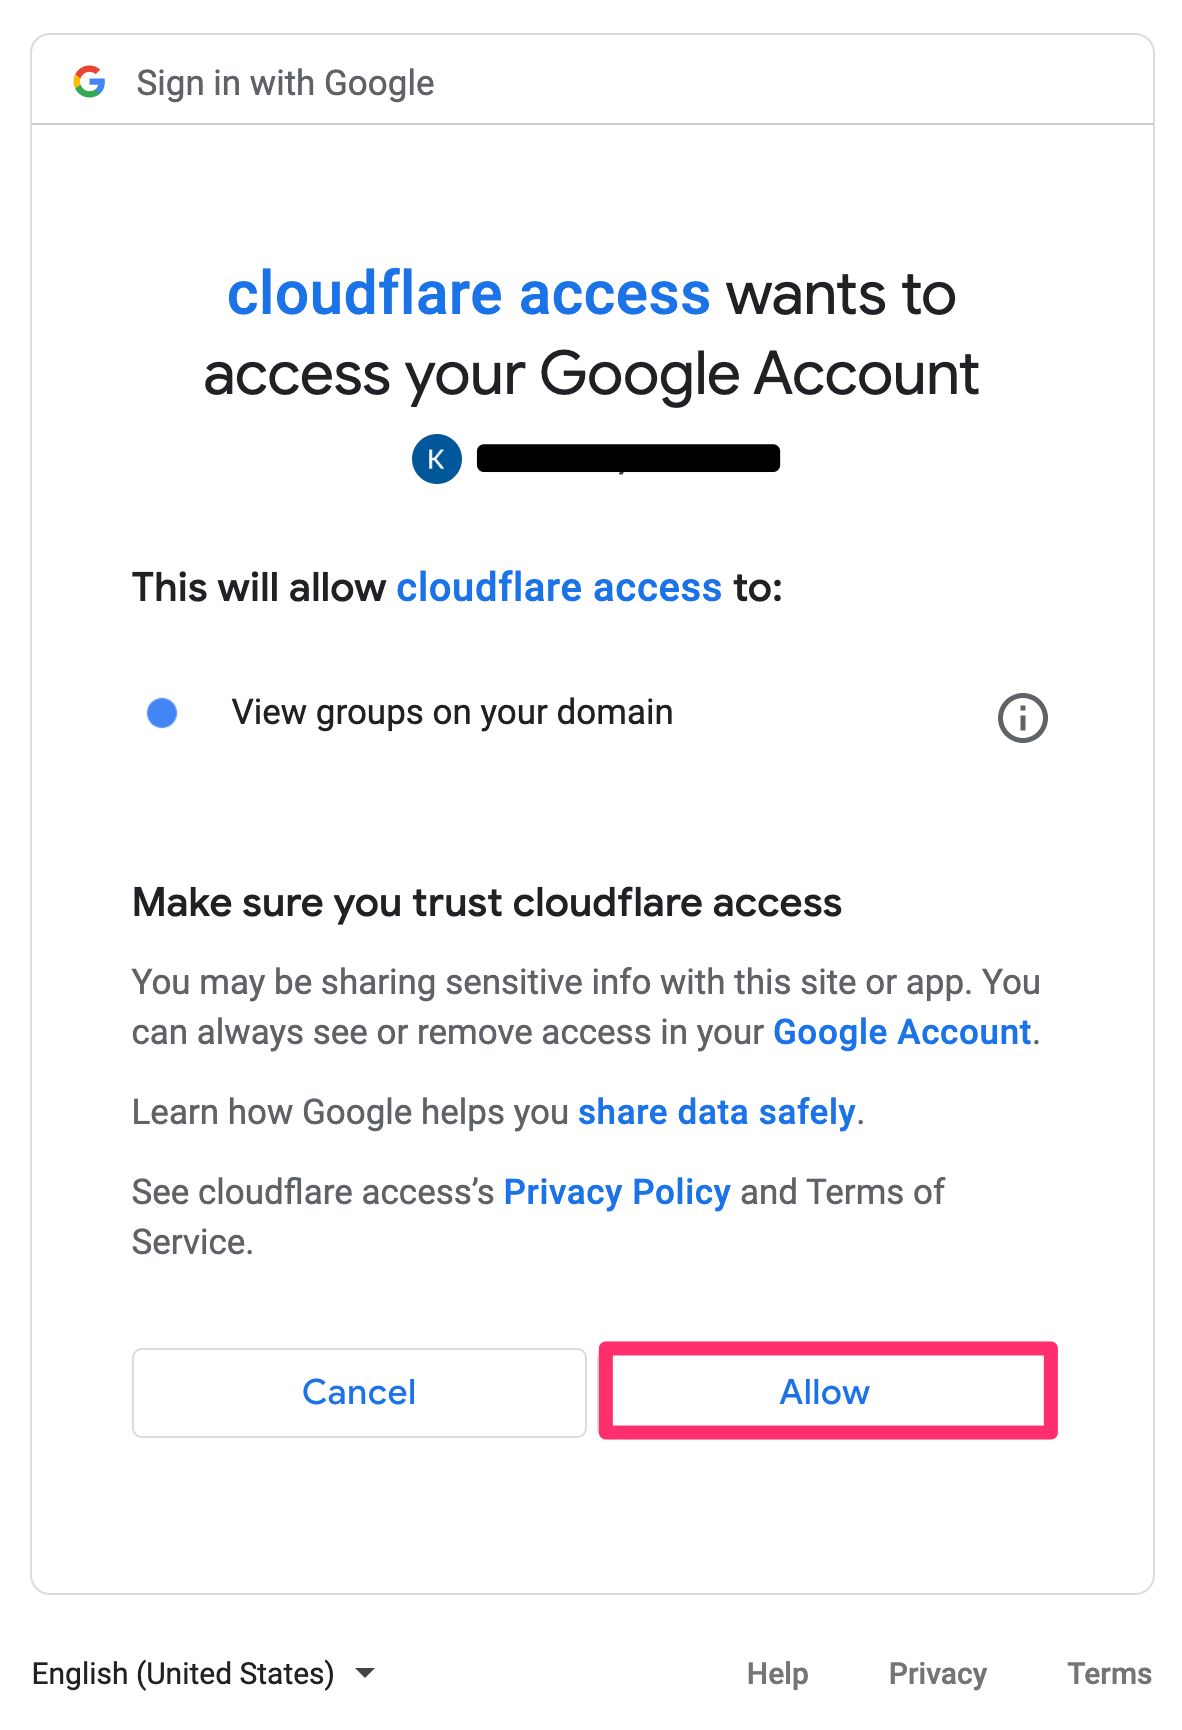 Sign in with Google
cloudflare access wants to
access your Google Account
K
This will allow cloudflare access to:
View groups on your domain
Make sure you trust cloudflare access
You may be sharing sensitive info with this site or app. You
can always see or remove access in your Google Account.
Learn how Google helps you share data safely.
See cloudflare access’s Privacy Policy and Terms of
Service.
Cancel Allow
English (United States) Help Privacy Terms